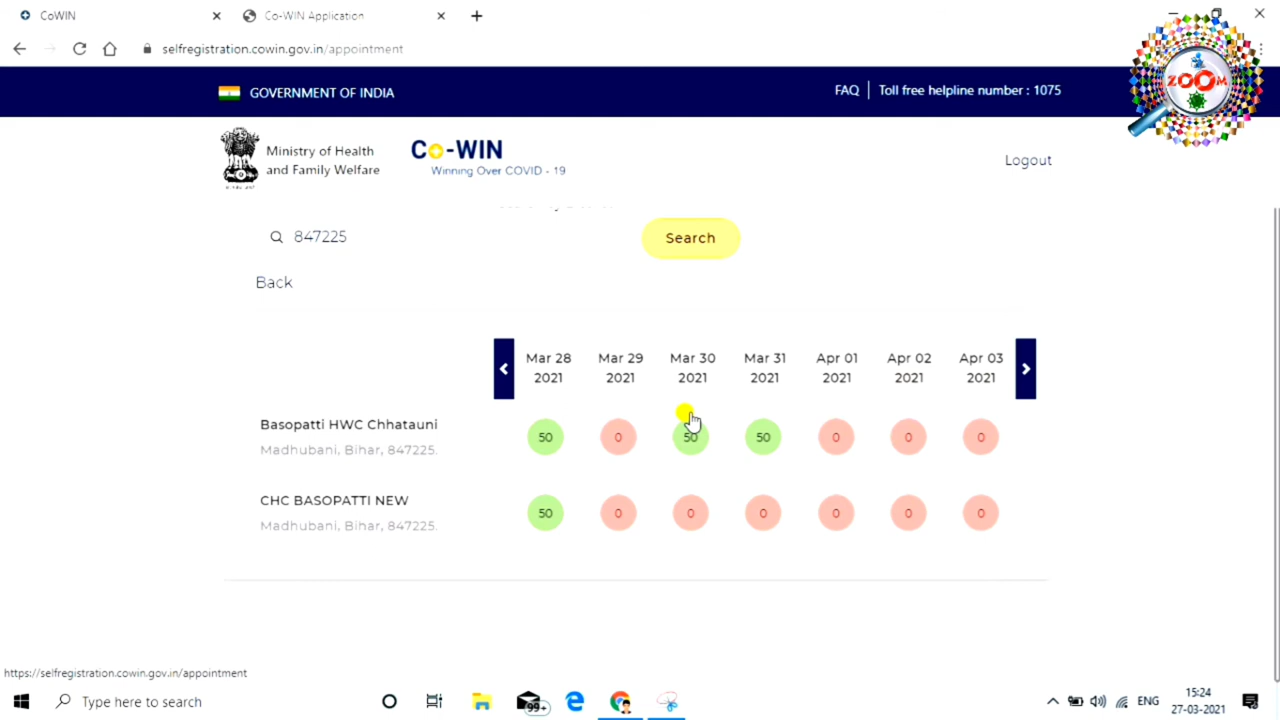 CoWIN
Co-WIN Application
selfregistration.cowin.gov.in/appointment
ZOOM
GOVERNMENT OF INDIA
FAQ
Toll free helpline number : 1075
Ministry of Health
and Family Welfare
Co-WIN
Winning Over COVID - 19
Logout
847225
Search
Back
Mar 28 Mar 29 Mar 30 Mar 31 Apr 01 Apr 02 Apr 03
2021 2021 2021 2021 2021 2021 2021
Basopatti HWC Chhatauni
Madhubani, Bihar, 847225.
50 0 50 50 0 0 0
CHC BASOPATTI NEW
Madhubani, Bihar, 847225.
50 0 0 0 0 0 0
https://selfregistration.cowin.gov.in/appointment
Type here to search
99+
ENG
15:24
27-03-2021